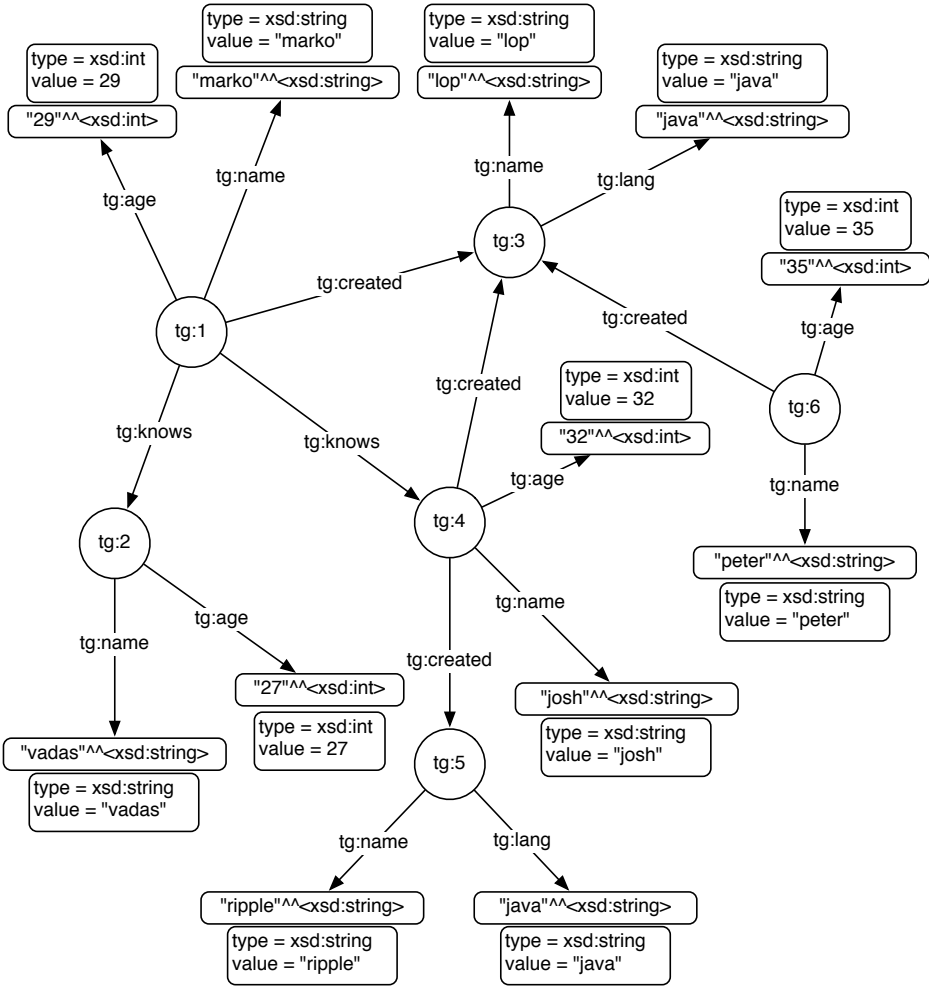 type = xsd:string
value = "marko"
type = xsd:string
value = "lop"
type = xsd:int
value = 29
type = xsd:string
value = "java"
"marko"^^<xsd:string>
"lop"^^<xsd:string>
"29"^^<xsd:int>
"java"^^<xsd:string>
tg:name
tg:name
tg:lang
tg:age
type = xsd:int
value = 35
tg:3
"35"^^<xsd:int>
tg:created
tg:created
tg:age
tg:1
type = xsd:int
value = 32
tg:created
tg:6
tg:knows
tg:knows
"32"^^<xsd:int>
tg:age
tg:name
tg:4
tg:2
"peter"^^<xsd:string>
type = xsd:string
value = "peter"
tg:name
tg:age
tg:name
tg:created
"27"^^<xsd:int>
type = xsd:int
value = 27
"josh"^^<xsd:string>
type = xsd:string
value = "josh"
"vadas"^^<xsd:string>
type = xsd:string
value = "vadas"
tg:5
tg:name
tg:lang
"ripple"^^<xsd:string>
type = xsd:string
value = "ripple"
"java"^^<xsd:string>
type = xsd:string
value = "java"